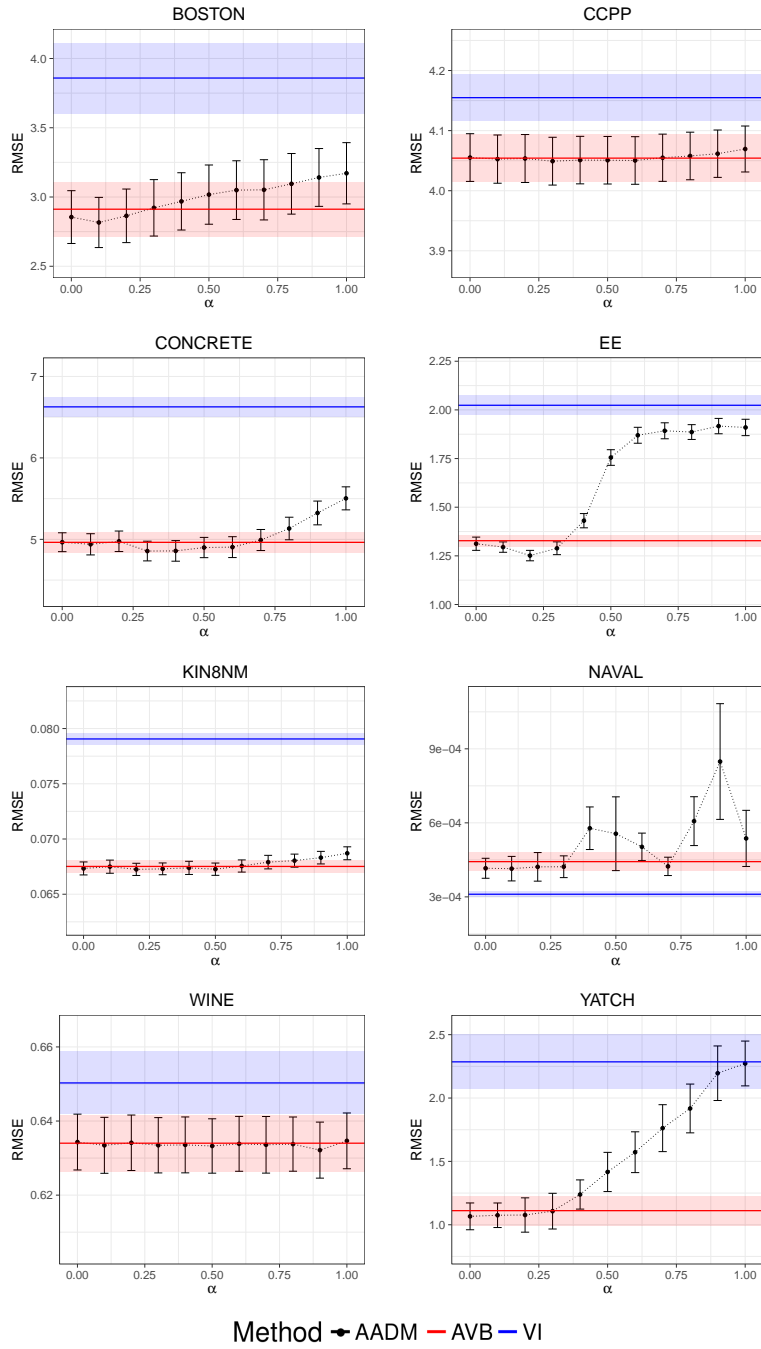 BOSTON
4.0
3.5
3.0
2.5
RMSE
0.00 0.25 0.50 0.75 1.00
α
CCPP
4.2
4.1
4.0
3.9
RMSE
0.00 0.25 0.50 0.75 1.00
α
CONCRETE
7
6
5
RMSE
0.00 0.25 0.50 0.75 1.00
α
EE
2.25
2.00
1.75
1.50
1.25
1.00
RMSE
0.00 0.25 0.50 0.75 1.00
α
KIN8NM
0.080
0.075
0.070
0.065
RMSE
0.00 0.25 0.50 0.75 1.00
α
NAVAL
9e−04
6e−04
3e−04
RMSE
0.00 0.25 0.50 0.75 1.00
α
WINE
0.66
0.64
0.62
RMSE
0.00 0.25 0.50 0.75 1.00
α
YATCH
2.5
2.0
1.5
1.0
RMSE
0.00 0.25 0.50 0.75 1.00
α
Method AADM AVB VI